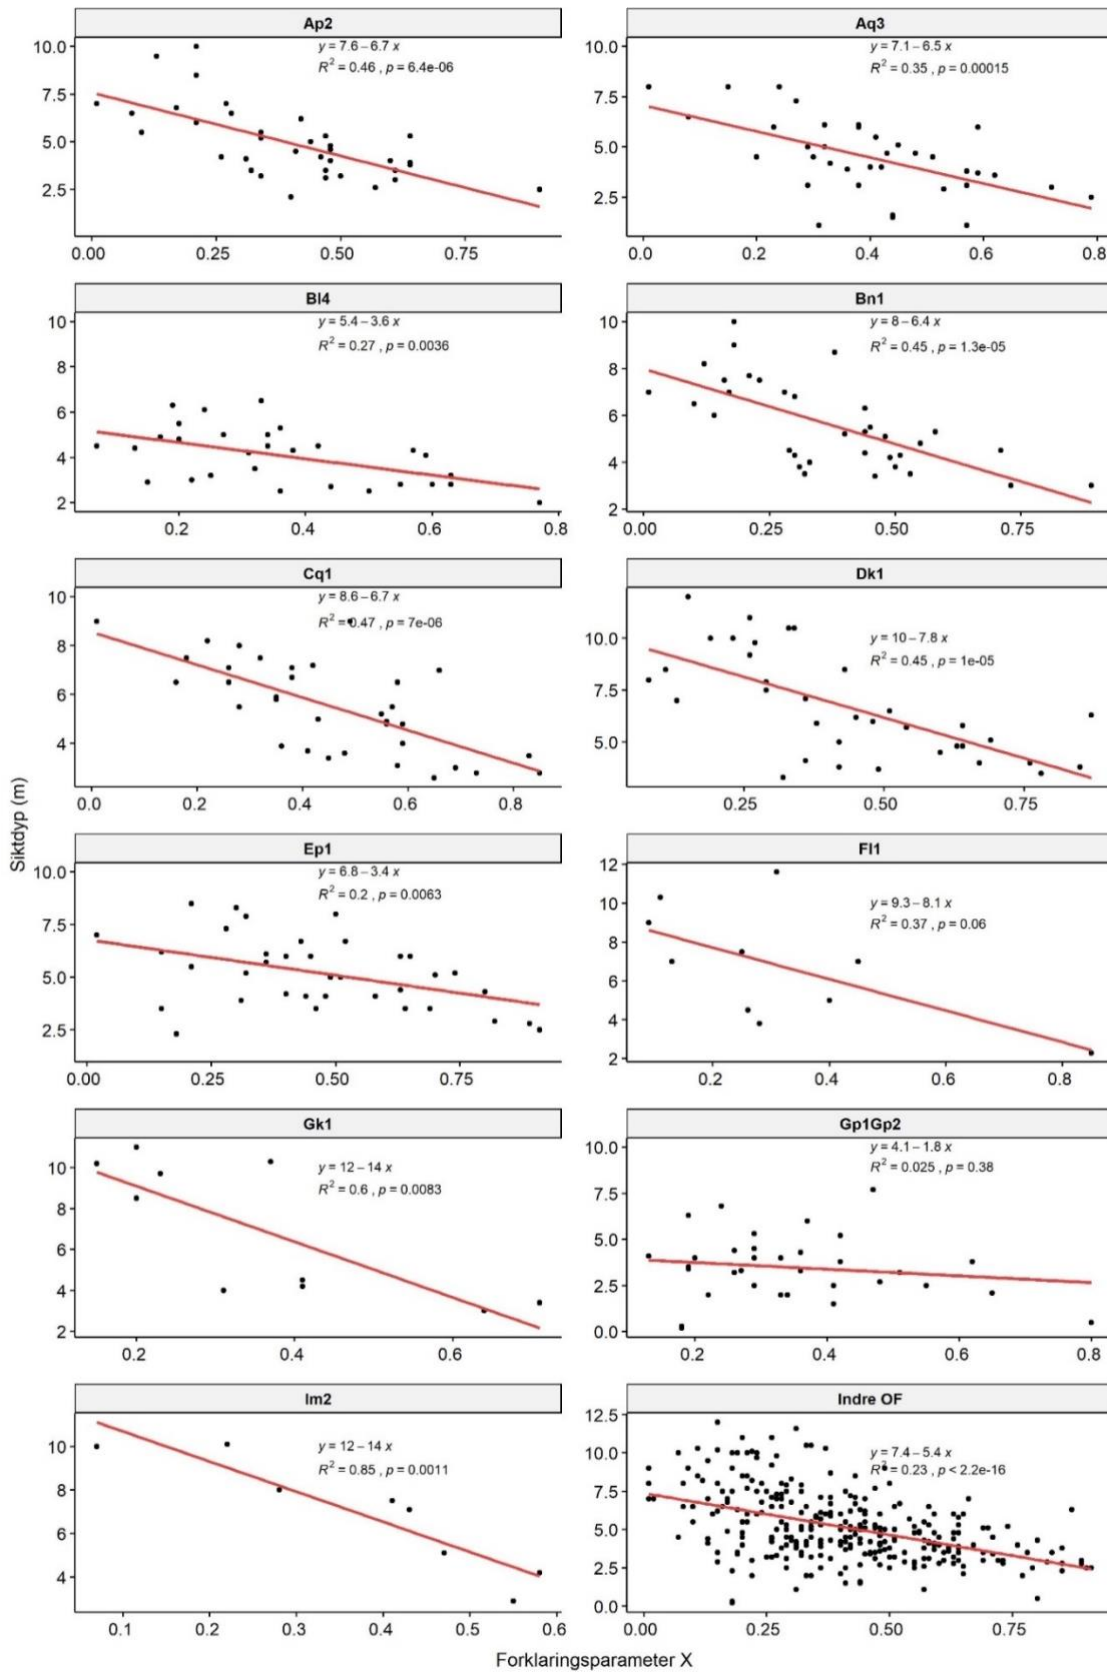 Ap2
y = 7.6 – 6.7 x
R² = 0.46 , p = 6.4e-06
10.0
7.5
5.0
2.5
0.00 0.25 0.50 0.75
Aq3
y = 7.1 – 6.5 x
R² = 0.35 , p = 0.00015
10.0
7.5
5.0
2.5
0.0 0.2 0.4 0.6 0.8
Bl4
y = 5.4 – 3.6 x
R² = 0.27 , p = 0.0036
10
8
6
4
2
0.2 0.4 0.6 0.8
Bn1
y = 8 – 6.4 x
R² = 0.45 , p = 1.3e-05
10
8
6
4
2
0.00 0.25 0.50 0.75
Cq1
y = 8.6 – 6.7 x
R² = 0.47 , p = 7e-06
10
8
6
4
0.0 0.2 0.4 0.6 0.8
Dk1
y = 10 – 7.8 x
R² = 0.45 , p = 1e-05
10.0
7.5
5.0
0.25 0.50 0.75
Siktdyp (m)
Ep1
y = 6.8 – 3.4 x
R² = 0.2 , p = 0.0063
10.0
7.5
5.0
2.5
0.00 0.25 0.50 0.75
Fl1
y = 9.3 – 8.1 x
R² = 0.37 , p = 0.06
12
10
8
6
4
2
0.2 0.4 0.6 0.8
Gk1
y = 12 – 14 x
R² = 0.6 , p = 0.0083
10
8
6
4
2
0.2 0.4 0.6
Gp1Gp2
y = 4.1 – 1.8 x
R² = 0.025 , p = 0.38
10.0
7.5
5.0
2.5
0.0
0.2 0.4 0.6 0.8
Im2
y = 12 – 14 x
R² = 0.85 , p = 0.0011
10
8
6
4
0.1 0.2 0.3 0.4 0.5 0.6
Indre OF
y = 7.4 – 5.4 x
R² = 0.23 , p < 2.2e-16
12.5
10.0
7.5
5.0
2.5
0.0
0.00 0.25 0.50 0.75
Forklaringsparameter X